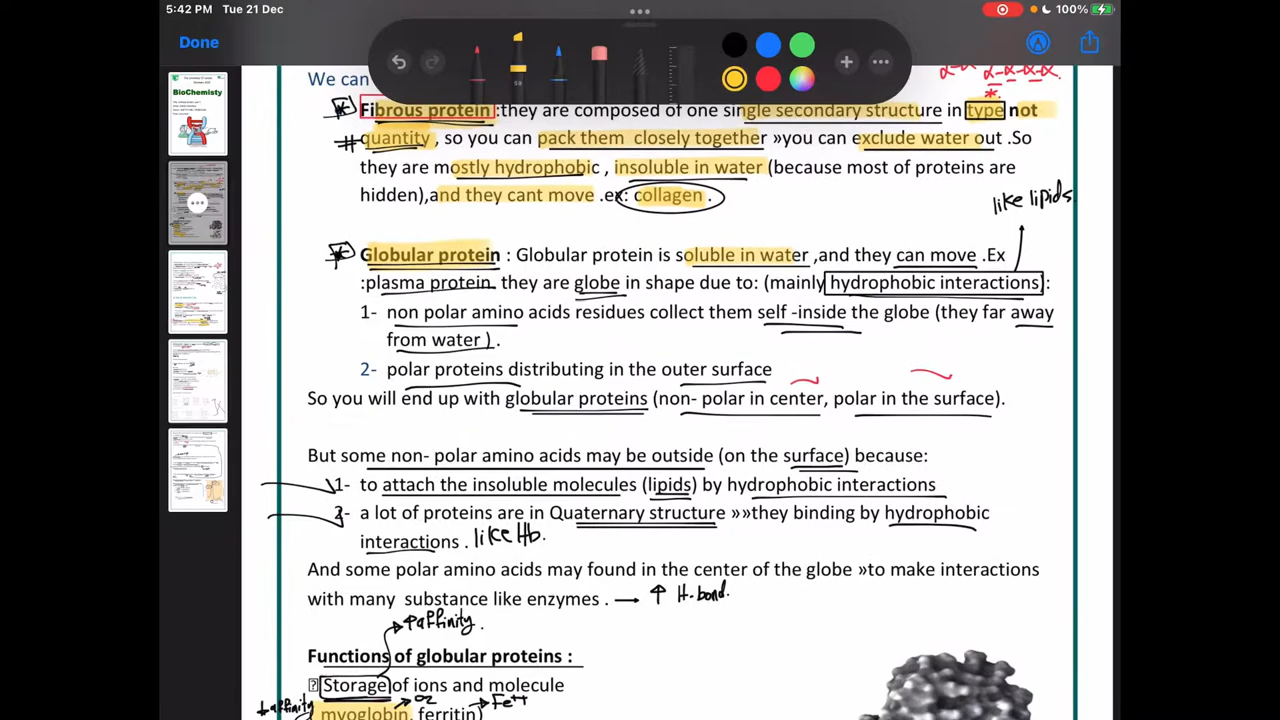 5:42 PM Tue 21 Dec
100%
Done
BioChemistry
We can
α-α-α-α.
*
Fibrous protein :they are composed of one single secondary structure in type not
# quantity , so you can pack them closely together »you can exclude water out .So
they are mostly hydrophobic , insoluble in water (because most of proteins are
hidden),and they cant move .ex: collagen .
like lipids
Globular protein : Globular protein is soluble in water ,and they can move .Ex
:plasma protein they are globe in shape due to: (mainly hydrophobic interactions):
1- non polar amino acids residue collect them self -inside the globe (they far away
from water ) .
2- polar proteins distributing in the outer surface
So you will end up with globular proteins (non- polar in center, polar in the surface).
But some non- polar amino acids maybe outside (on the surface) because:
1- to attach the insoluble molecules (lipids) by hydrophobic interactions
2- a lot of proteins are in Quaternary structure »»they binding by hydrophobic
interactions . like Hb.
And some polar amino acids may found in the center of the globe »to make interactions
with many substance like enzymes . → ↑ H-bond.
↑affinity .
Functions of globular proteins :
Storage of ions and molecule
affinity → O2 → Fe++
myoglobin, ferritin)